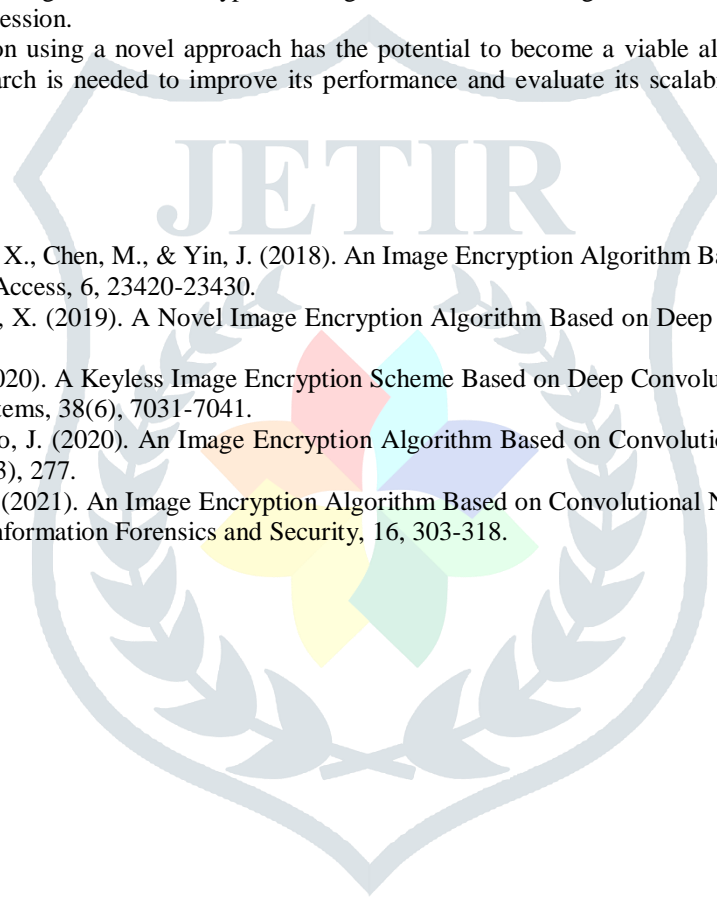 ession.
on using a novel approach has the potential to become a viable al
arch is needed to improve its performance and evaluate its scalab
JETIR
X., Chen, M., & Yin, J. (2018). An Image Encryption Algorithm Ba
Access, 6, 23420-23430.
, X. (2019). A Novel Image Encryption Algorithm Based on Deep
020). A Keyless Image Encryption Scheme Based on Deep Convolu
tems, 38(6), 7031-7041.
o, J. (2020). An Image Encryption Algorithm Based on Convolutio
3), 277.
(2021). An Image Encryption Algorithm Based on Convolutional N
nformation Forensics and Security, 16, 303-318.